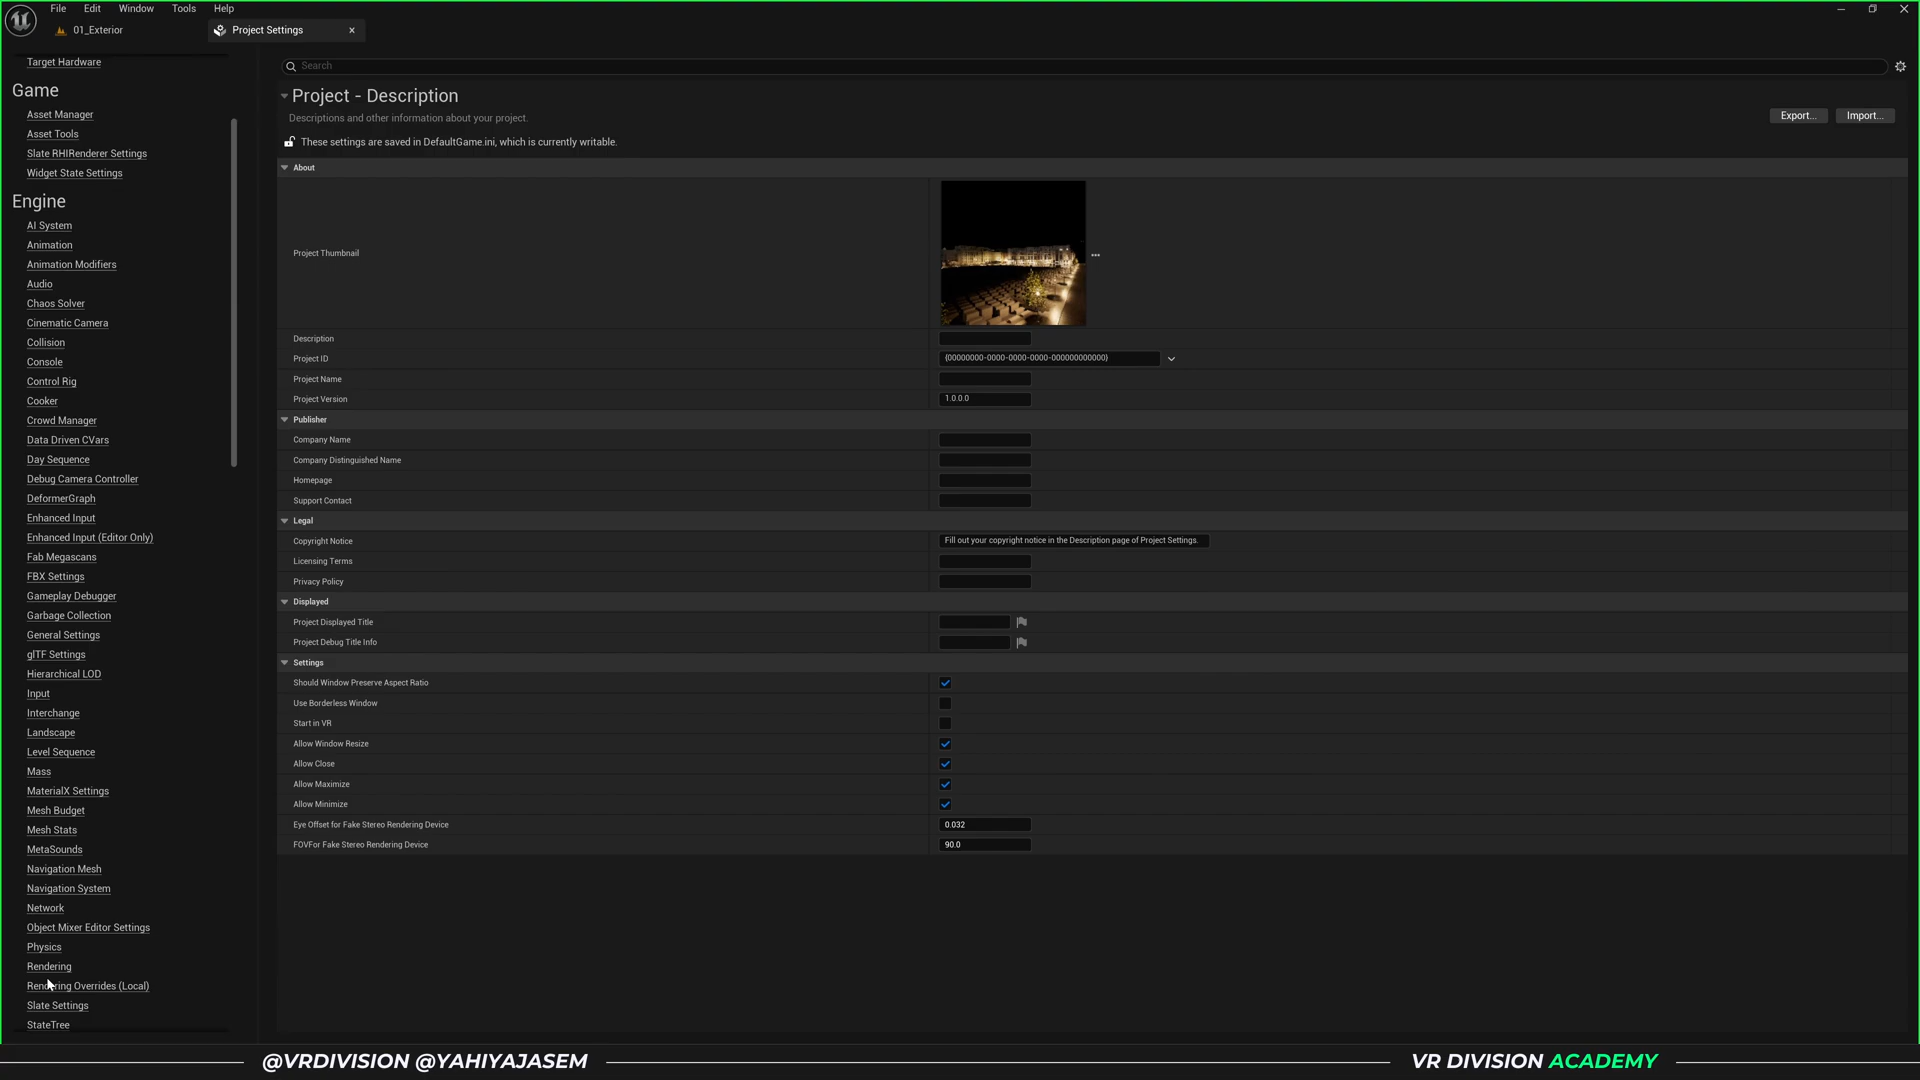 File Edit Window Tools Help
01_Exterior
Project Settings
Target Hardware
Game
Asset Manager
Asset Tools
Slate RHIRenderer Settings
Widget State Settings
Engine
AI System
Animation
Animation Modifiers
Audio
Chaos Solver
Cinematic Camera
Collision
Console
Control Rig
Cooker
Crowd Manager
Data Driven CVars
Day Sequence
Debug Camera Controller
DeformerGraph
Enhanced Input
Enhanced Input (Editor Only)
Fab Megascans
FBX Settings
Gameplay Debugger
Garbage Collection
General Settings
glTF Settings
Hierarchical LOD
Input
Interchange
Landscape
Level Sequence
Mass
MaterialX Settings
Mesh Budget
Mesh Stats
MetaSounds
Navigation Mesh
Navigation System
Network
Object Mixer Editor Settings
Physics
Rendering
Rendering Overrides (Local)
Slate Settings
StateTree
Search
Project - Description
Descriptions and other information about your project.
Export... Import...
These settings are saved in DefaultGame.ini, which is currently writable.
About
Project Thumbnail
Description
Project ID {00000000-0000-0000-0000-000000000000}
Project Name
Project Version 1.0.0.0
Publisher
Company Name
Company Distinguished Name
Homepage
Support Contact
Legal
Copyright Notice Fill out your copyright notice in the Description page of Project Settings.
Licensing Terms
Privacy Policy
Displayed
Project Displayed Title
Project Debug Title Info
Settings
Should Window Preserve Aspect Ratio
Use Borderless Window
Start in VR
Allow Window Resize
Allow Close
Allow Maximize
Allow Minimize
Eye Offset for Fake Stereo Rendering Device 0.032
FOVFor Fake Stereo Rendering Device 90.0
@VRDIVISION @YAHIYAJASEM
VR DIVISION ACADEMY